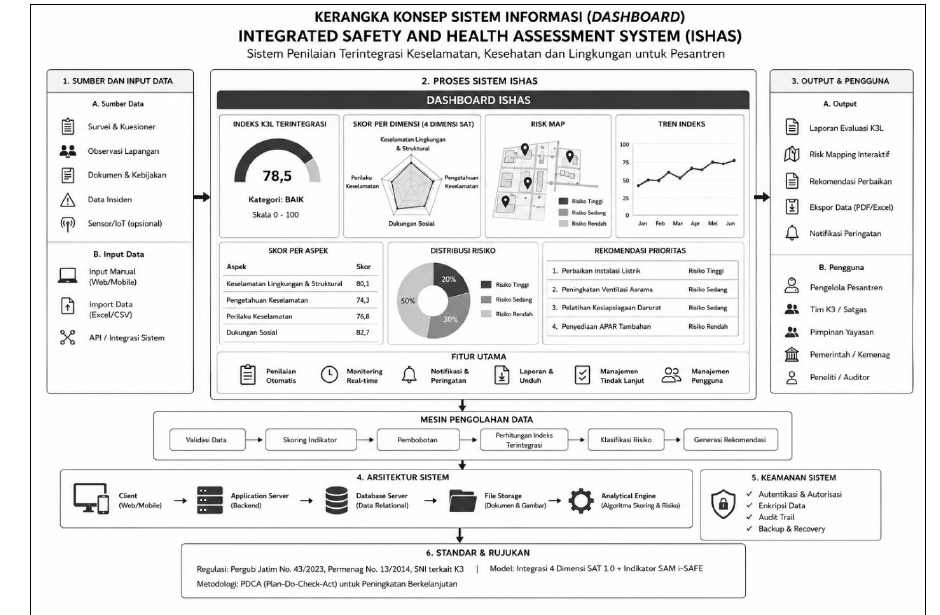 KERANGKA KONSEP SISTEM INFORMASI (DASHBOARD)
INTEGRATED SAFETY AND HEALTH ASSESSMENT SYSTEM (ISHAS)
Sistem Penilaian Terintegrasi Keselamatan, Kesehatan dan Lingkungan untuk Pesantren
1. SUMBER DAN INPUT DATA
A. Sumber Data
Survei & Kuesioner
Observasi Lapangan
Dokumen & Kebijakan
Data Insiden
Sensor/IoT (opsional)
B. Input Data
Input Manual
(Web/Mobile)
Import Data
(Excel/CSV)
API / Integrasi Sistem
2. PROSES SISTEM ISHAS
DASHBOARD ISHAS
INDEKS K3L TERINTEGRASI
78,5
Kategori: BAIK
Skala 0 - 100
SKOR PER DIMENSI (4 DIMENSI SAT)
Keselamatan Lingkungan
& Struktural
Perilaku
Keselamatan
Pengetahuan
Keselamatan
Dukungan Sosial
RISK MAP
Risiko Tinggi
Risiko Sedang
Risiko Rendah
TREN INDEKS
100
75
50
25
0
Jan Feb Mar Apr Mei Jun
SKOR PER ASPEK
Aspek Skor
Keselamatan Lingkungan & Struktural 80,1
Pengetahuan Keselamatan 74,3
Perilaku Keselamatan 76,8
Dukungan Sosial 82,7
DISTRIBUSI RISIKO
20%
50%
30%
Risiko Tinggi
Risiko Sedang
Risiko Rendah
REKOMENDASI PRIORITAS
1. Perbaikan Instalasi Listrik Risiko Tinggi
2. Peningkatan Ventilasi Asrama Risiko Sedang
3. Pelatihan Kesiapsiagaan Darurat Risiko Sedang
4. Penyediaan APAR Tambahan Risiko Rendah
FITUR UTAMA
Penilaian
Otomatis
Monitoring
Real-time
Notifikasi &
Peringatan
Laporan &
Unduh
Manajemen
Tindak Lanjut
Manajemen
Pengguna
3. OUTPUT & PENGGUNA
A. Output
Laporan Evaluasi K3L
Risk Mapping Interaktif
Rekomendasi Perbaikan
Ekspor Data (PDF/Excel)
Notifikasi Peringatan
B. Pengguna
Pengelola Pesantren
Tim K3 / Satgas
Pimpinan Yayasan
Pemerintah / Kemenag
Peneliti / Auditor
MESIN PENGOLAHAN DATA
Validasi Data
Skoring Indikator
Pembobotan
Perhitungan Indeks
Terintegrasi
Klasifikasi Risiko
Generasi Rekomendasi
4. ARSITEKTUR SISTEM
Client
(Web/Mobile)
Application Server
(Backend)
Database Server
(Data Relational)
File Storage
(Dokumen & Gambar)
Analytical Engine
(Algoritma Skoring & Risiko)
5. KEAMANAN SISTEM
✓ Autentikasi & Autorisasi
✓ Enkripsi Data
✓ Audit Trail
✓ Backup & Recovery
6. STANDAR & RUJUKAN
Regulasi: Pergub Jatim No. 43/2023, Permenag No. 13/2014, SNI terkait K3 | Model: Integrasi 4 Dimensi SAT 1.0 + Indikator SAM i-SAFE
Metodologi: PDCA (Plan-Do-Check-Act) untuk Peningkatan Berkelanjutan